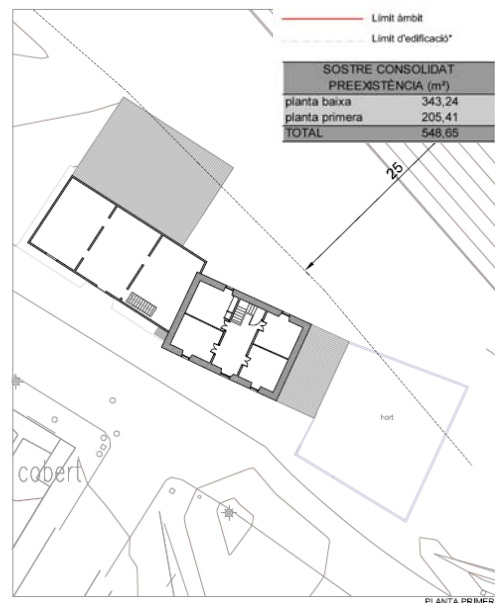 Límit àmbit
Límit d'edificació*
SOSTRE CONSOLIDAT
PREEXISTÈNCIA (m²)
planta baixa 343,24
planta primera 205,41
TOTAL 548,65
25
hort
cobert
PLANTA PRIMER